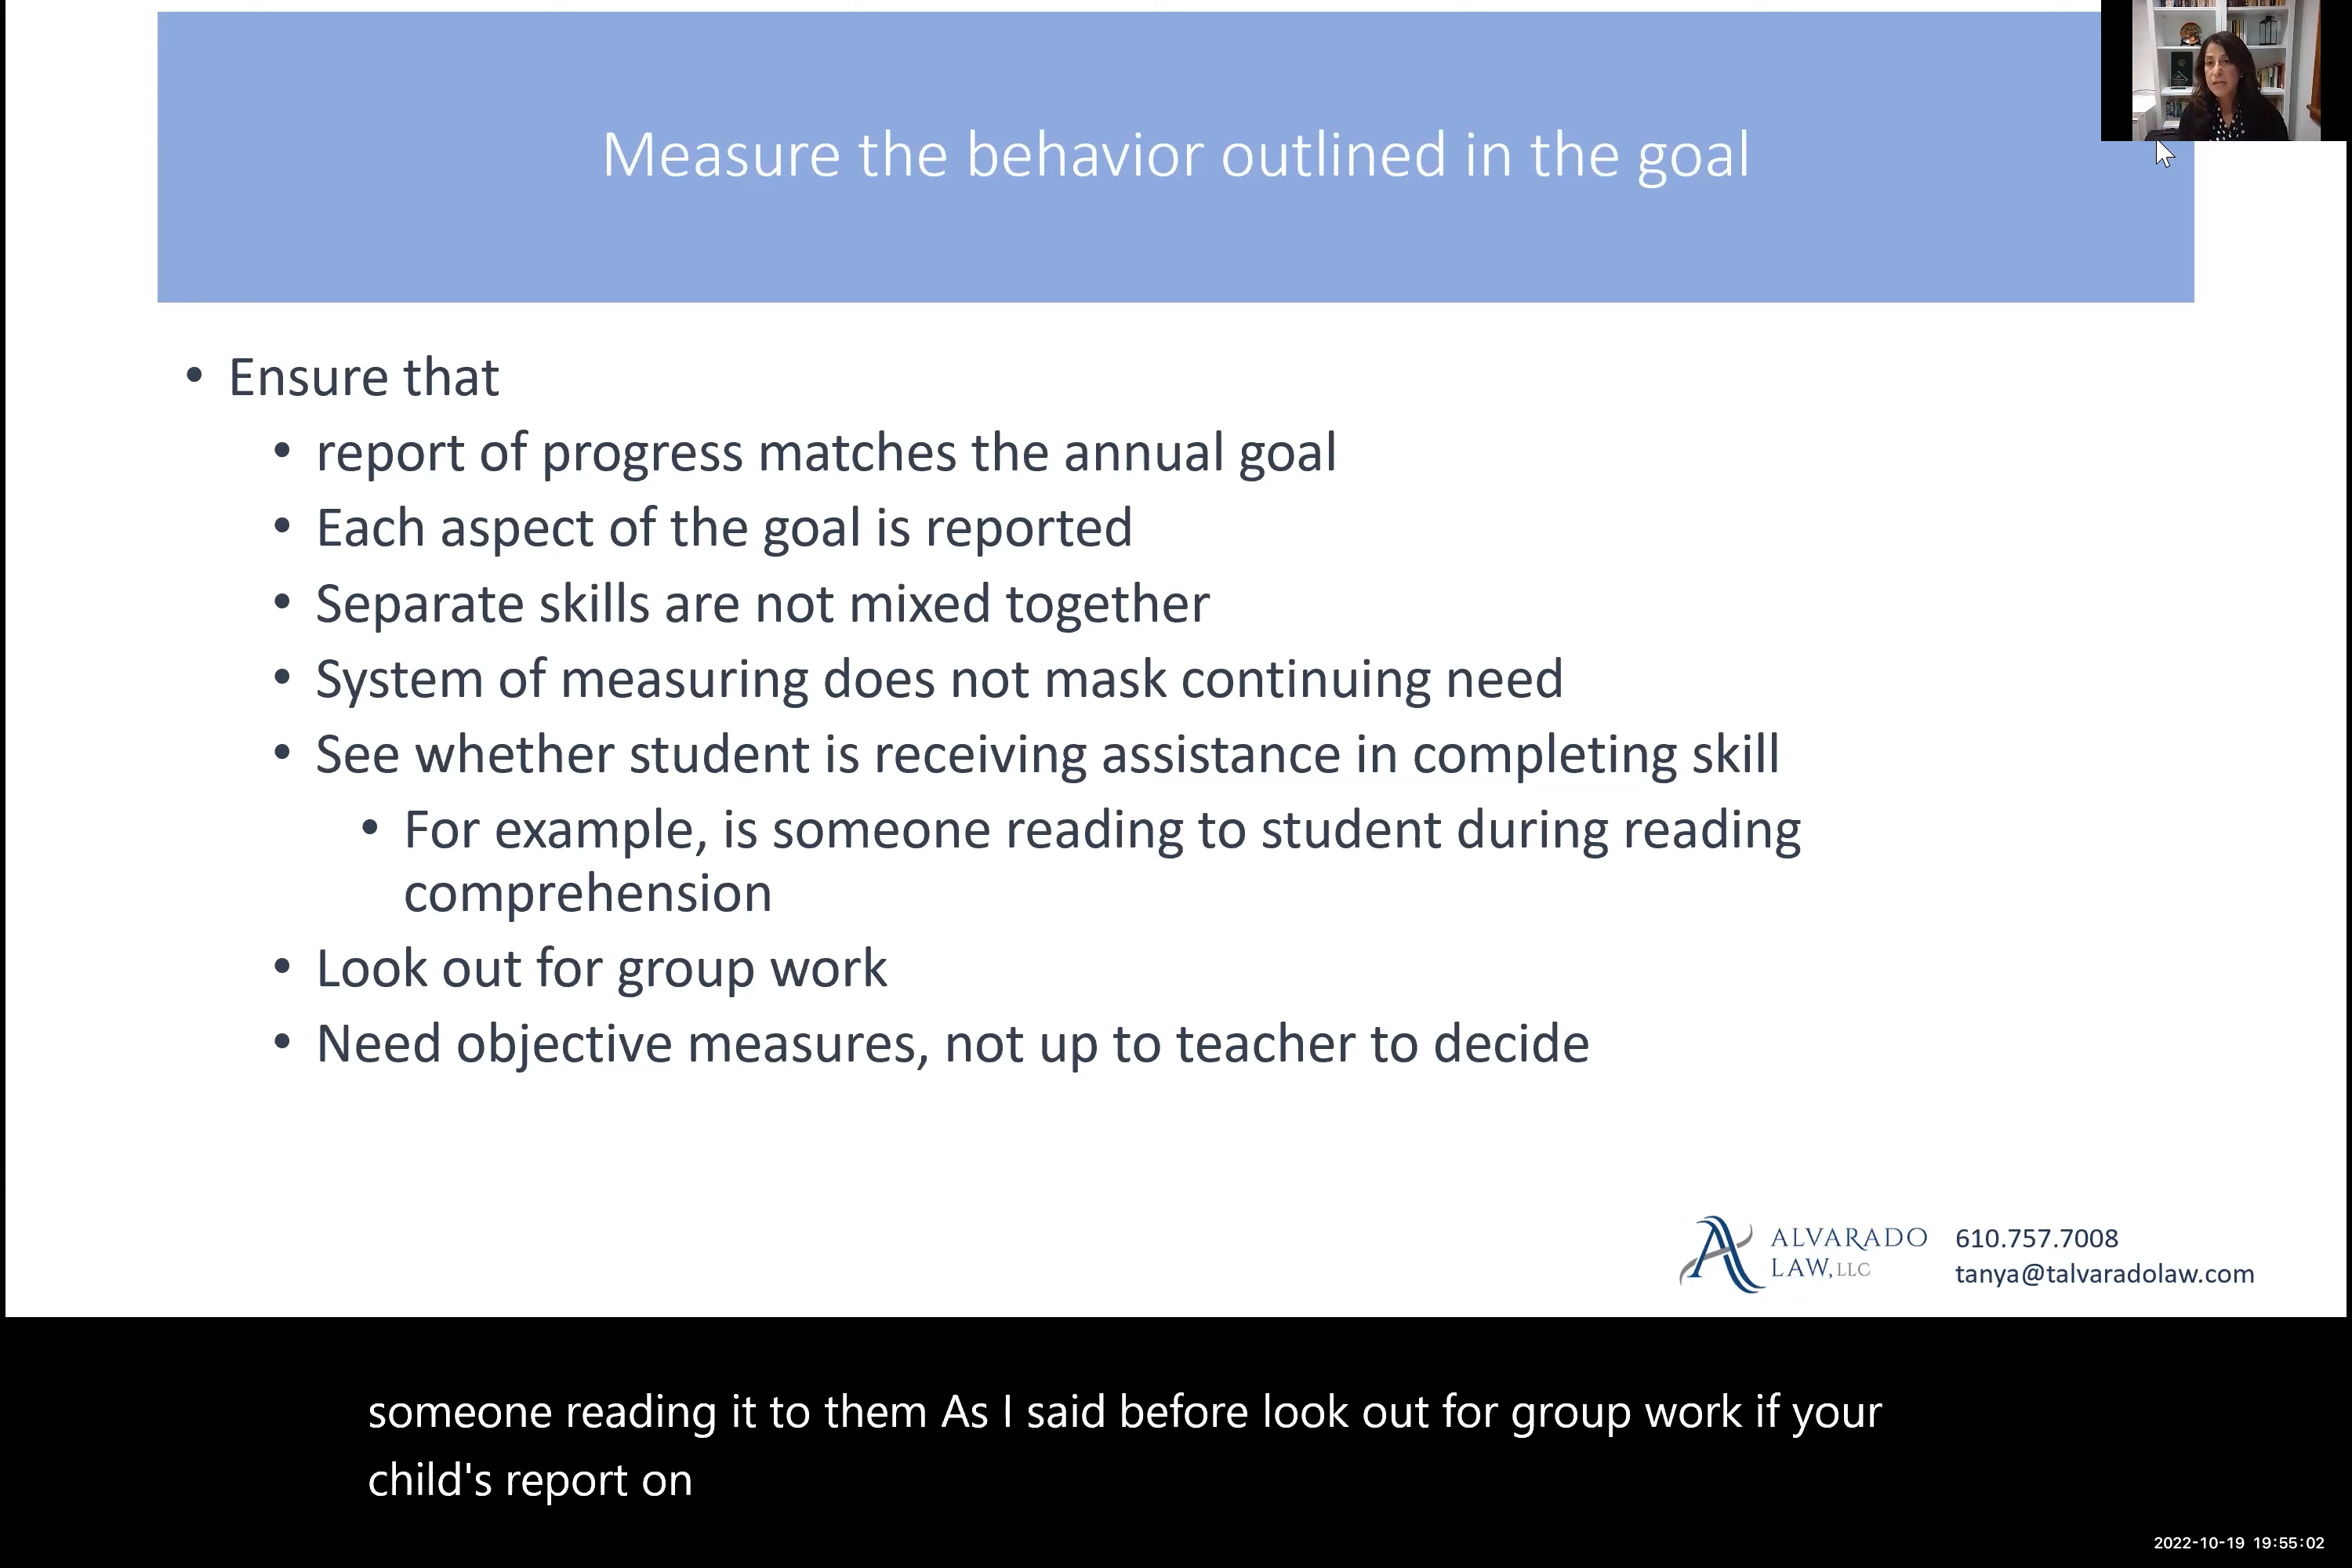 Measure the behavior outlined in the goal
• Ensure that
• report of progress matches the annual goal
• Each aspect of the goal is reported
• Separate skills are not mixed together
• System of measuring does not mask continuing need
• See whether student is receiving assistance in completing skill
• For example, is someone reading to student during reading
comprehension
• Look out for group work
• Need objective measures, not up to teacher to decide
ALVARADO
LAW, LLC
610.757.7008
tanya@talvaradolaw.com
someone reading it to them As I said before look out for group work if your
child's report on
2022-10-19 19:55:02